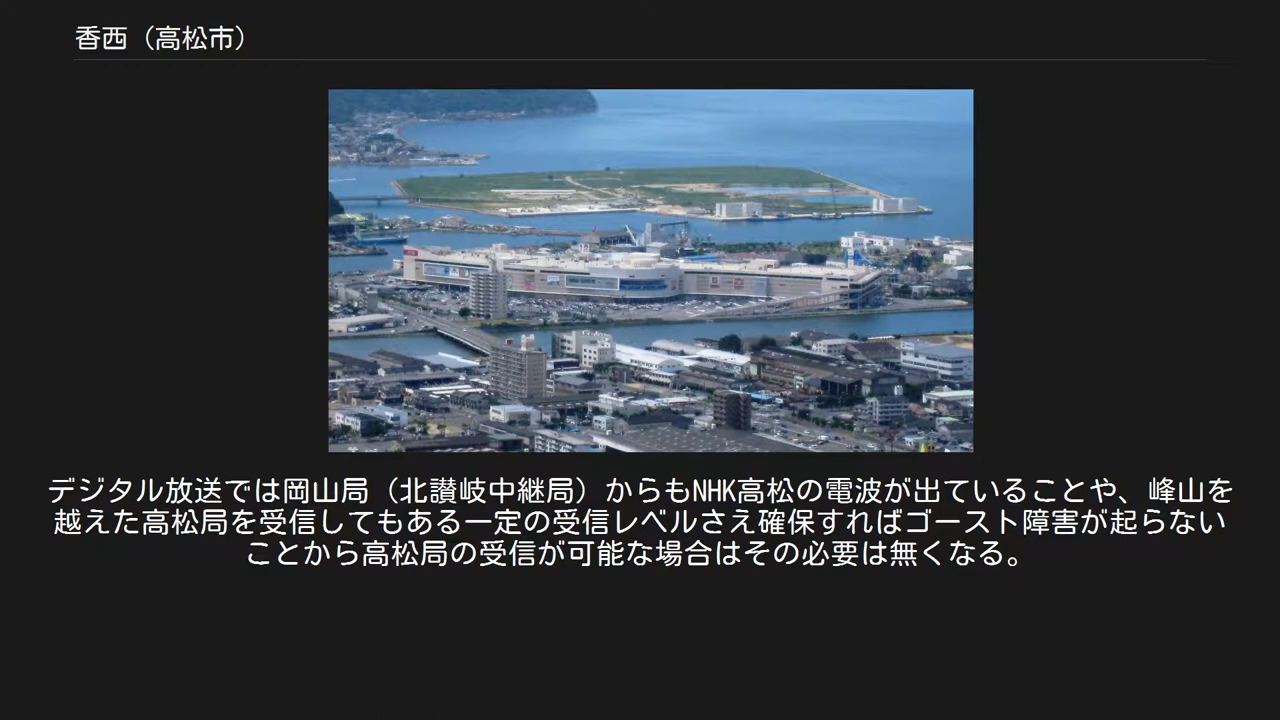 香西（高松市）
デジタル放送では岡山局（北讃岐中継局）からもNHK高松の電波が出ていることや、峰山を
越えた高松局を受信してもある一定の受信レベルさえ確保すればゴースト障害が起らない
ことから高松局の受信が可能な場合はその必要は無くなる。